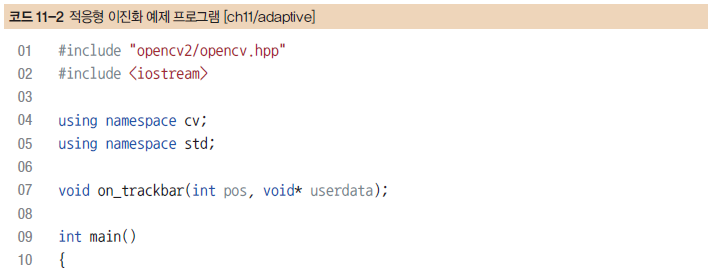 코드 11-2 적응형 이진화 예제 프로그램 [ch11/adaptive]
01 #include "opencv2/opencv.hpp"
02 #include <iostream>
03
04 using namespace cv;
05 using namespace std;
06
07 void on_trackbar(int pos, void* userdata);
08
09 int main()
10 {